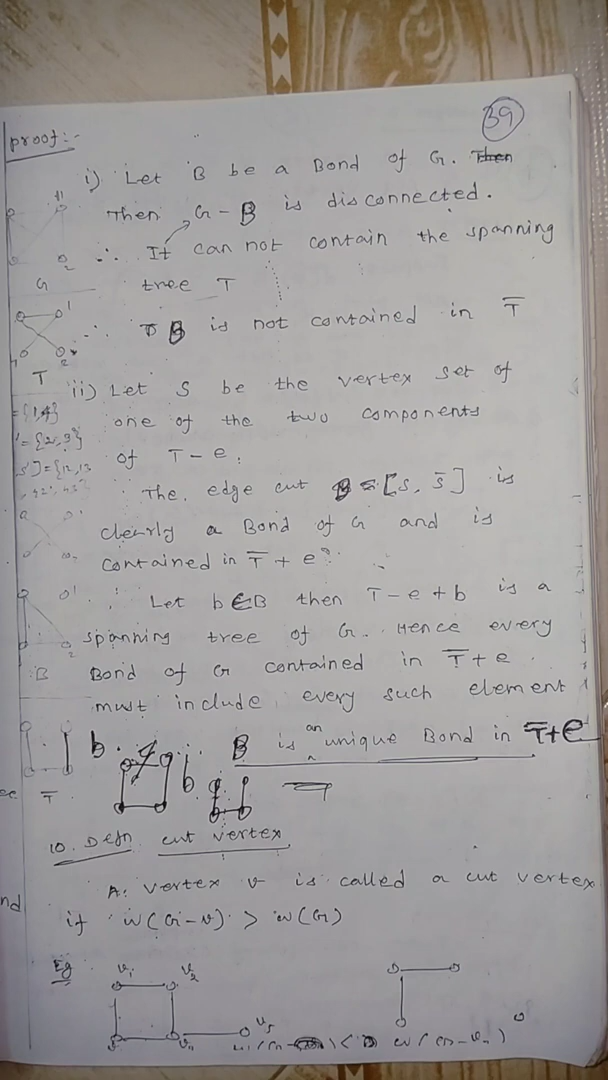 39
proof:-
i) Let B be a Bond of G.
Then G - B is disconnected.
∴ It can not contain the spanning
tree T
G
∴ B is not contained in T̅
T
ii) Let S be the vertex set of
one of the two components
of T - e.
The edge cut B = [S, S̅] is
clearly a Bond of G and is
contained in T̅ + e
Let b ∈ B then T - e + b is a
spanning tree of G. Hence every
Bond of G contained in T̅ + e
must include every such element
B
b. B is an unique Bond in T̅+e
T̅ b
10. Defn cut vertex
A vertex v is called a cut vertex
if w(G-v) > w(G)
Eg v₁ v₂
v₅